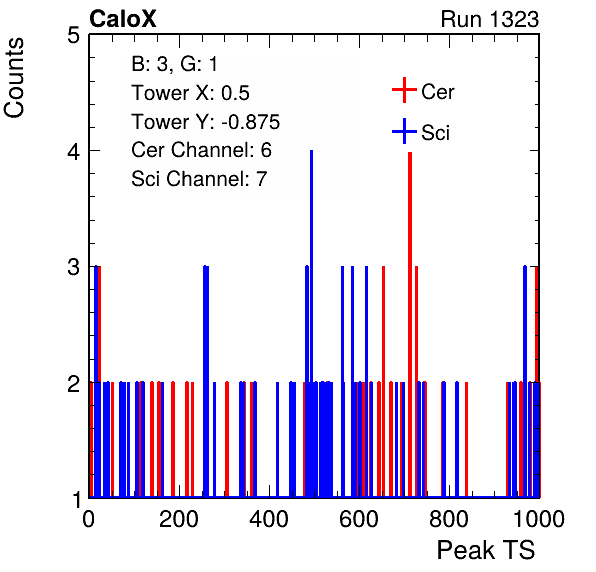 CaloX Run 1323
Counts
B: 3, G: 1
Tower X: 0.5
Tower Y: -0.875
Cer Channel: 6
Sci Channel: 7
Cer
Sci
5
4
3
2
1
0 200 400 600 800 1000
Peak TS